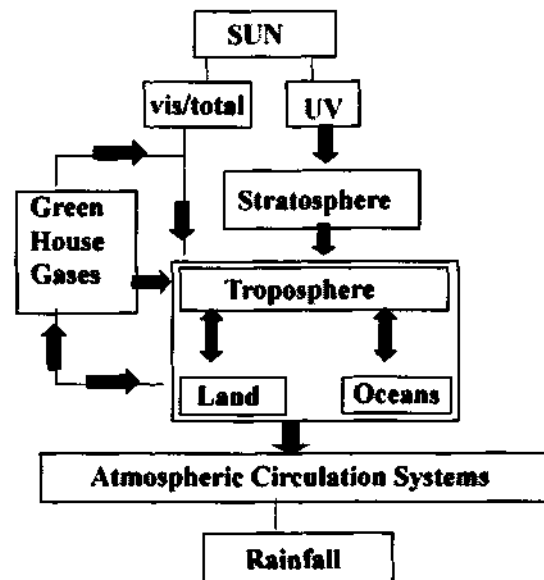 SUN
vis/total
UV
Stratosphere
Green
House
Gases
Troposphere
Land
Oceans
Atmospheric Circulation Systems
Rainfall